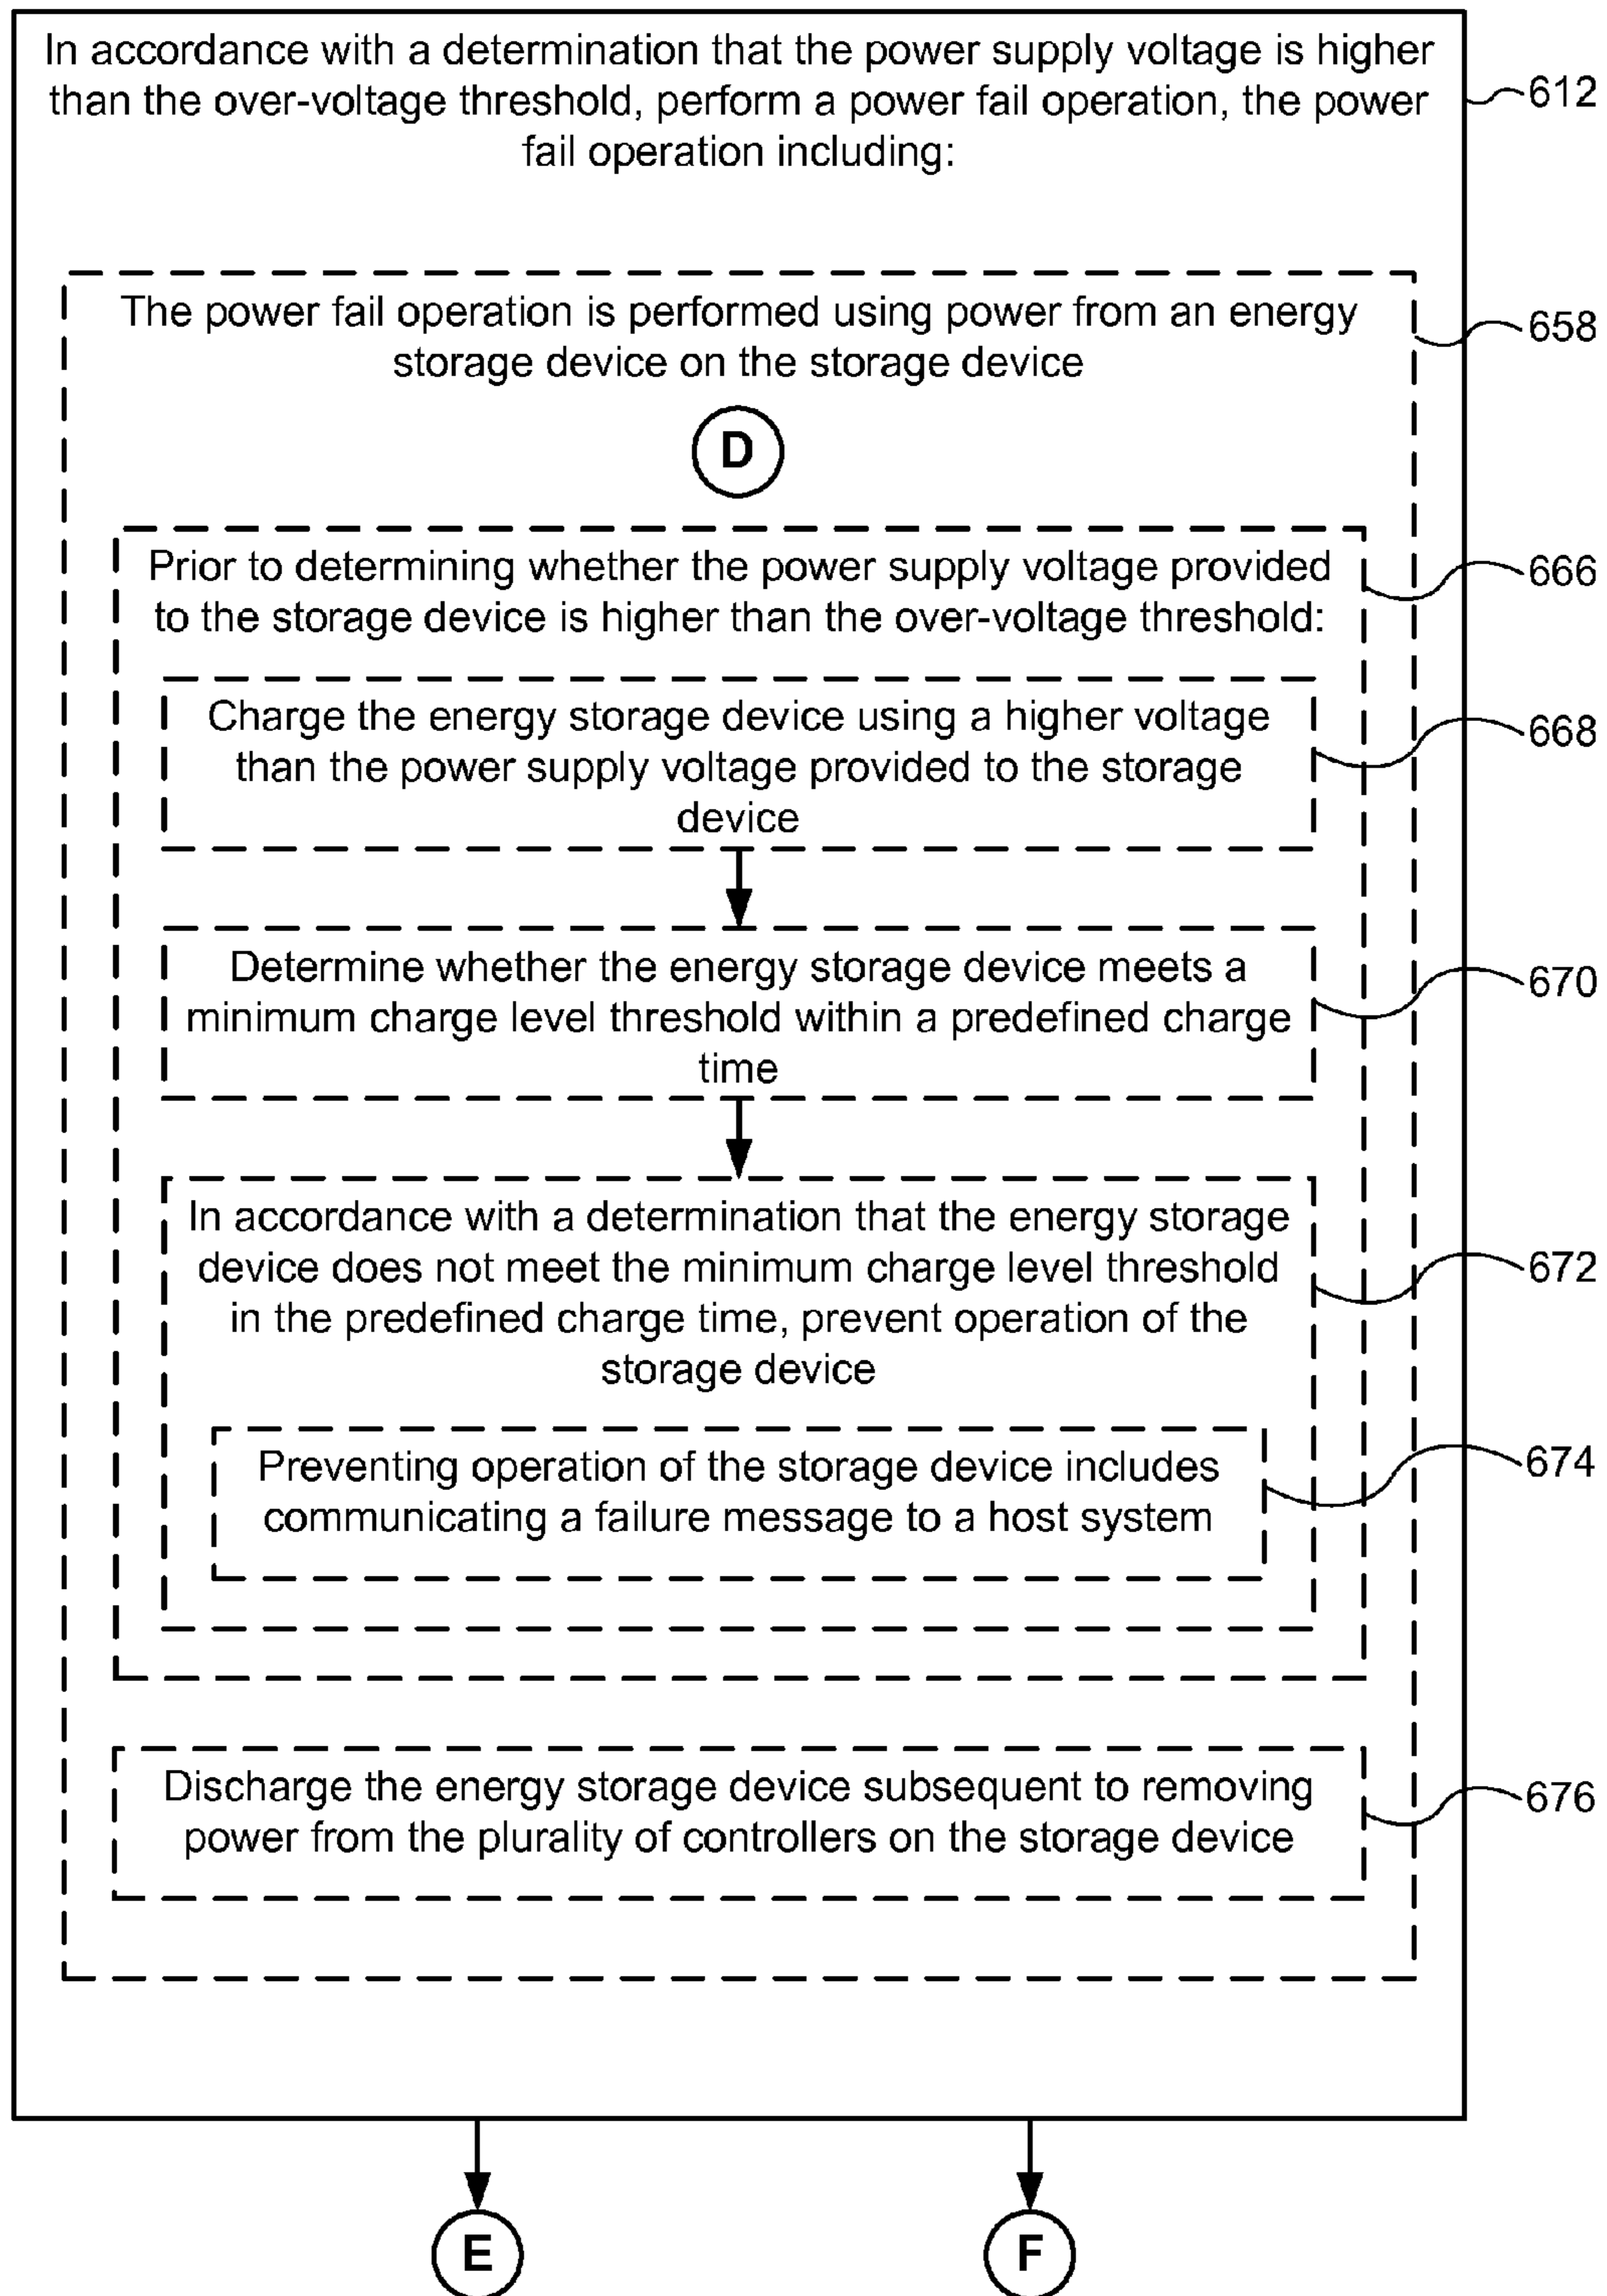 In accordance with a determination that the power supply voltage is higher
than the over-voltage threshold, perform a power fail operation, the power
fail operation including:
612
The power fail operation is performed using power from an energy
storage device on the storage device
658
D
Prior to determining whether the power supply voltage provided
to the storage device is higher than the over-voltage threshold:
666
Charge the energy storage device using a higher voltage
than the power supply voltage provided to the storage
device
668
Determine whether the energy storage device meets a
minimum charge level threshold within a predefined charge
time
670
In accordance with a determination that the energy storage
device does not meet the minimum charge level threshold
in the predefined charge time, prevent operation of the
storage device
672
Preventing operation of the storage device includes
communicating a failure message to a host system
674
Discharge the energy storage device subsequent to removing
power from the plurality of controllers on the storage device
676
E
F